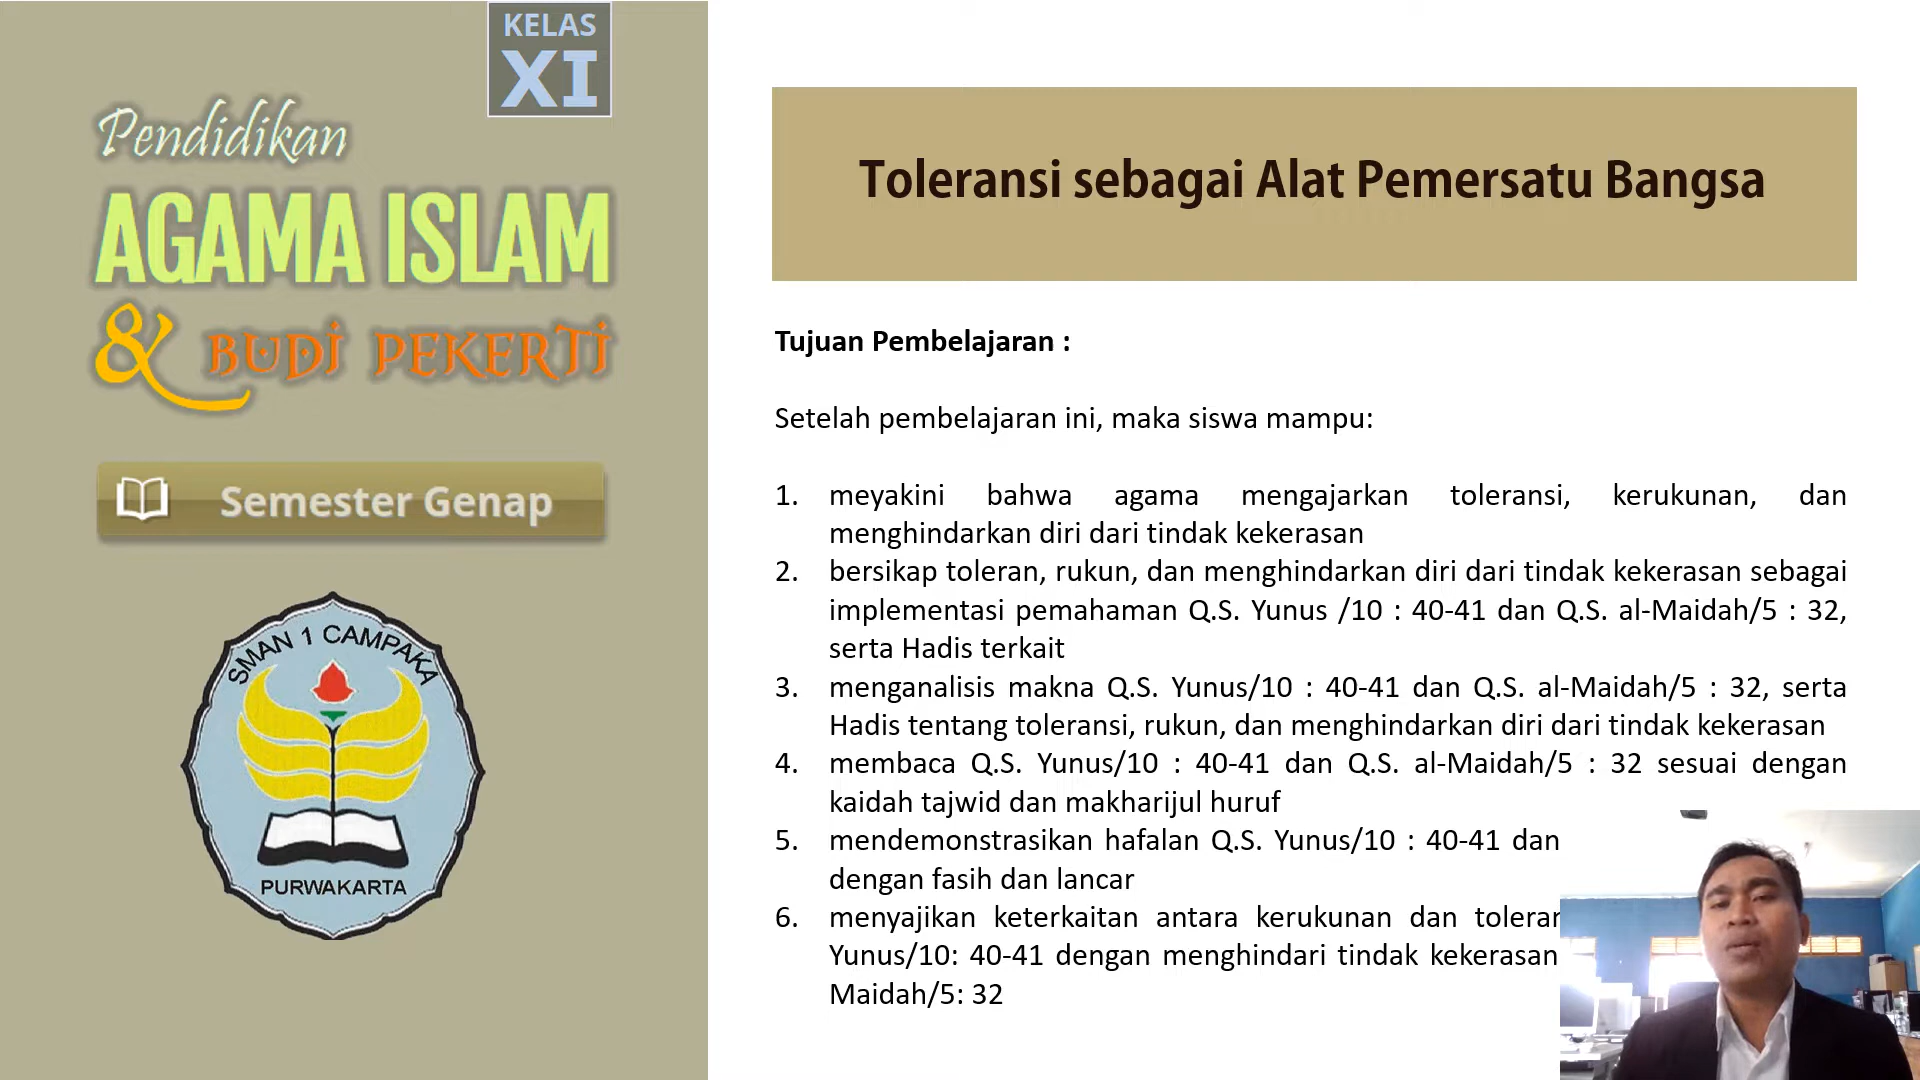 KELAS
XI
Pendidikan
AGAMA ISLAM
& BUDI PEKERTI
Semester Genap
SMAN 1 CAMPAKA
PURWAKARTA
Toleransi sebagai Alat Pemersatu Bangsa
Tujuan Pembelajaran :
Setelah pembelajaran ini, maka siswa mampu:
1. meyakini bahwa agama mengajarkan toleransi, kerukunan, dan
menghindarkan diri dari tindak kekerasan
2. bersikap toleran, rukun, dan menghindarkan diri dari tindak kekerasan sebagai
implementasi pemahaman Q.S. Yunus /10 : 40-41 dan Q.S. al-Maidah/5 : 32,
serta Hadis terkait
3. menganalisis makna Q.S. Yunus/10 : 40-41 dan Q.S. al-Maidah/5 : 32, serta
Hadis tentang toleransi, rukun, dan menghindarkan diri dari tindak kekerasan
4. membaca Q.S. Yunus/10 : 40-41 dan Q.S. al-Maidah/5 : 32 sesuai dengan
kaidah tajwid dan makharijul huruf
5. mendemonstrasikan hafalan Q.S. Yunus/10 : 40-41 dan
dengan fasih dan lancar
6. menyajikan keterkaitan antara kerukunan dan
Yunus/10: 40-41 dengan menghindari tindak kekerasan
Maidah/5: 32